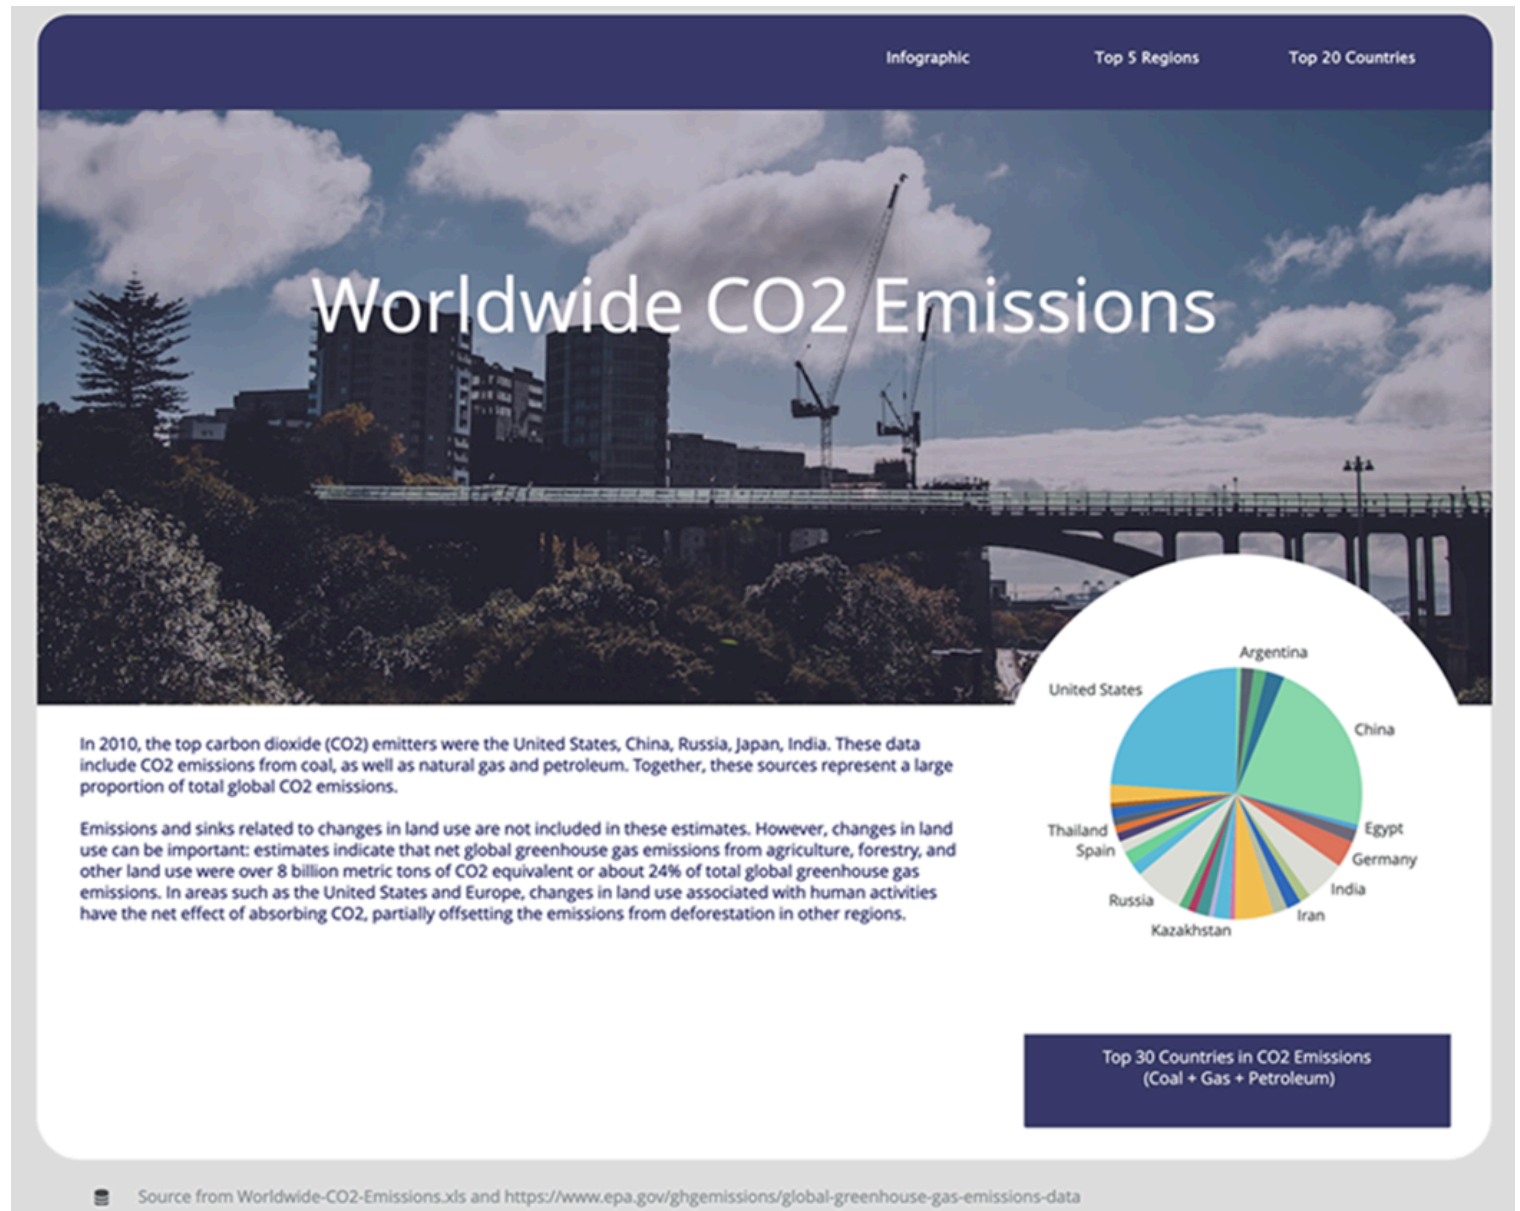 Infographic
Top 5 Regions
Top 20 Countries
Worldwide CO2 Emissions
In 2010, the top carbon dioxide (CO2) emitters were the United States, China, Russia, Japan, India. These data
include CO2 emissions from coal, as well as natural gas and petroleum. Together, these sources represent a large
proportion of total global CO2 emissions.
Emissions and sinks related to changes in land use are not included in these estimates. However, changes in land
use can be important: estimates indicate that net global greenhouse gas emissions from agriculture, forestry, and
other land use were over 8 billion metric tons of CO2 equivalent or about 24% of total global greenhouse gas
emissions. In areas such as the United States and Europe, changes in land use associated with human activities
have the net effect of absorbing CO2, partially offsetting the emissions from deforestation in other regions.
Argentina
United States
China
Thailand
Egypt
Spain
Germany
India
Russia
Iran
Kazakhstan
Top 30 Countries in CO2 Emissions
(Coal + Gas + Petroleum)
Source from Worldwide-CO2-Emissions.xls and https://www.epa.gov/ghgemissions/global-greenhouse-gas-emissions-data